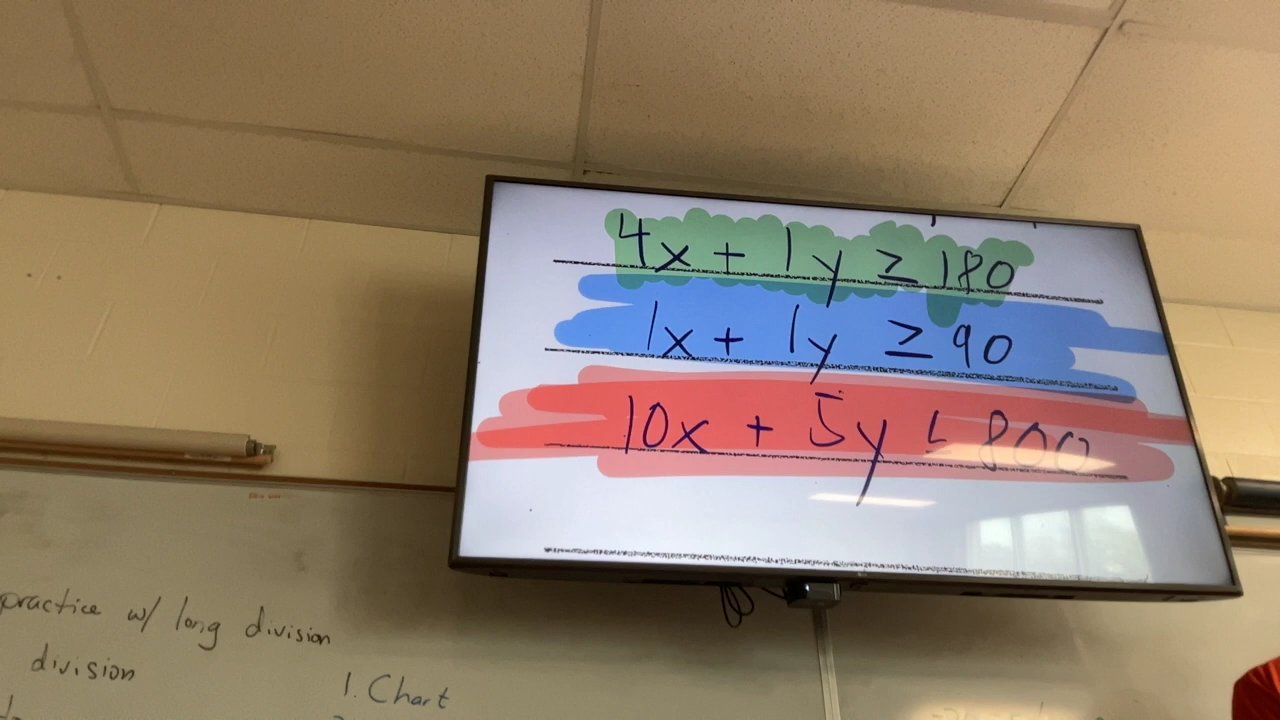 4x + 1y ≥ 180
1x + 1y ≥ 90
10x + 5y ≤ 800
practice w/ long division
division
1. Chart